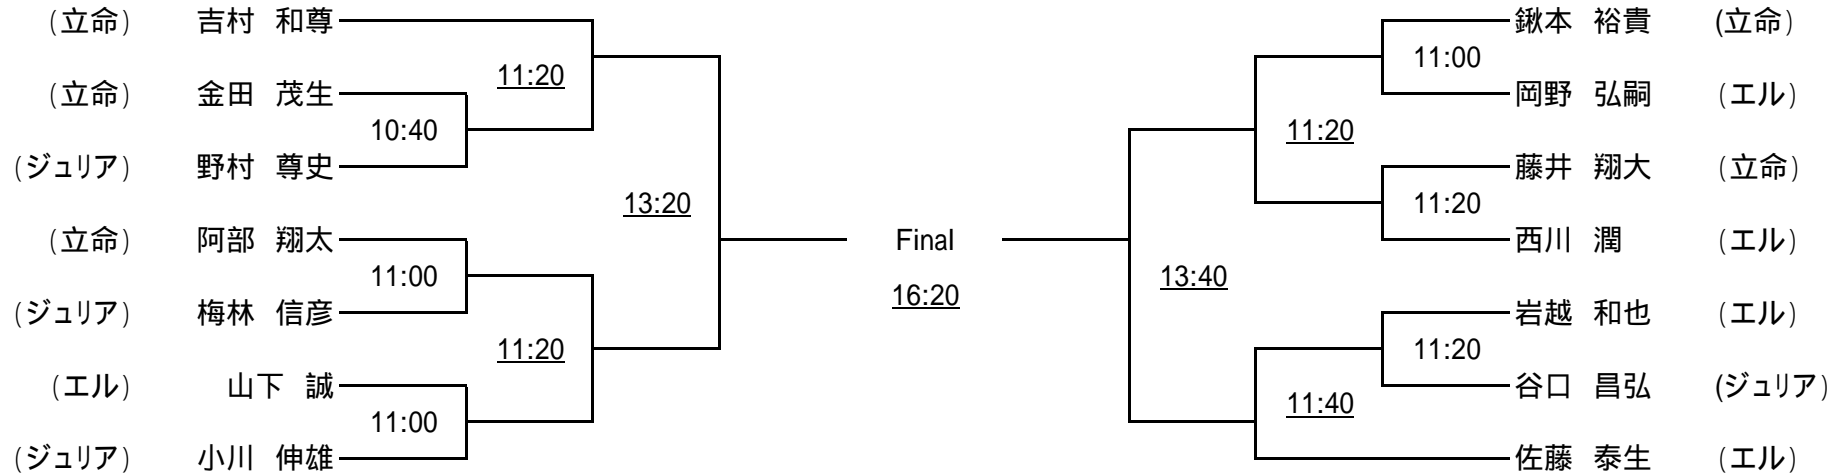 (立命) 吉村 和尊 鍬本 裕貴 (立命)
11:20 11:00
(立命) 金田 茂生 岡野 弘嗣 (エル)
10:40 11:20
(ジュリア) 野村 尊史 藤井 翔大 (立命)
13:20 11:20
(立命) 阿部 翔太 Final 西川 潤 (エル)
11:00 16:20 13:40
(ジュリア) 梅林 信彦 岩越 和也 (エル)
11:20 11:20
(エル) 山下 誠 谷口 昌弘 (ジュリア)
11:00 11:40
(ジュリア) 小川 伸雄 佐藤 泰生 (エル)